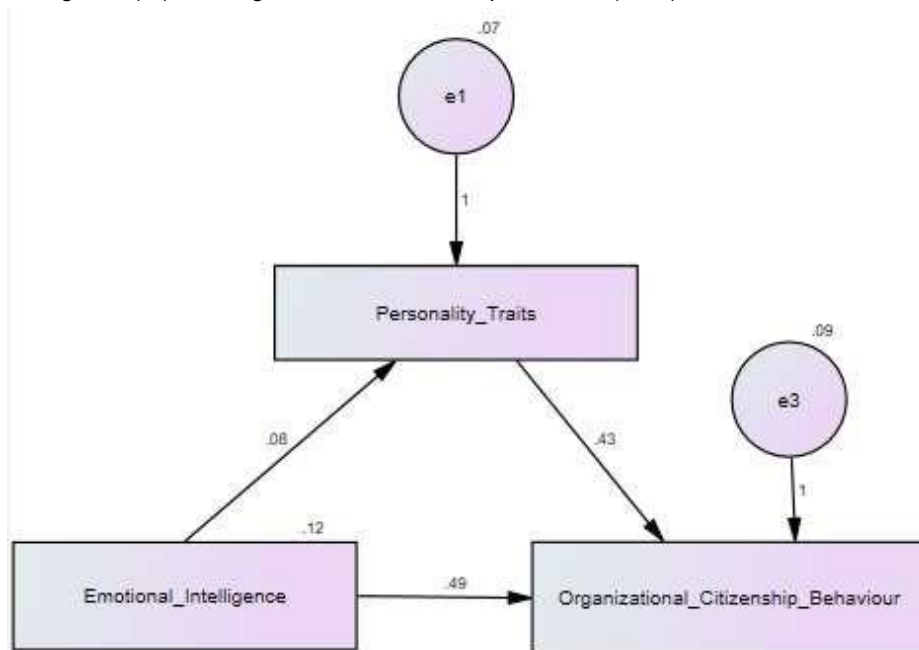 .07
e1
1
Personality_Traits
.09
e3
.08
.43
1
.12
Emotional_Intelligence
.49
Organizational_Citizenship_Behaviour